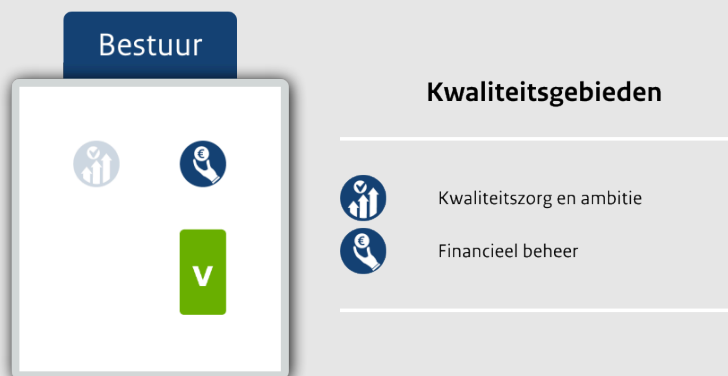 Bestuur
V
Kwaliteitsgebieden
Kwaliteitszorg en ambitie
Financieel beheer